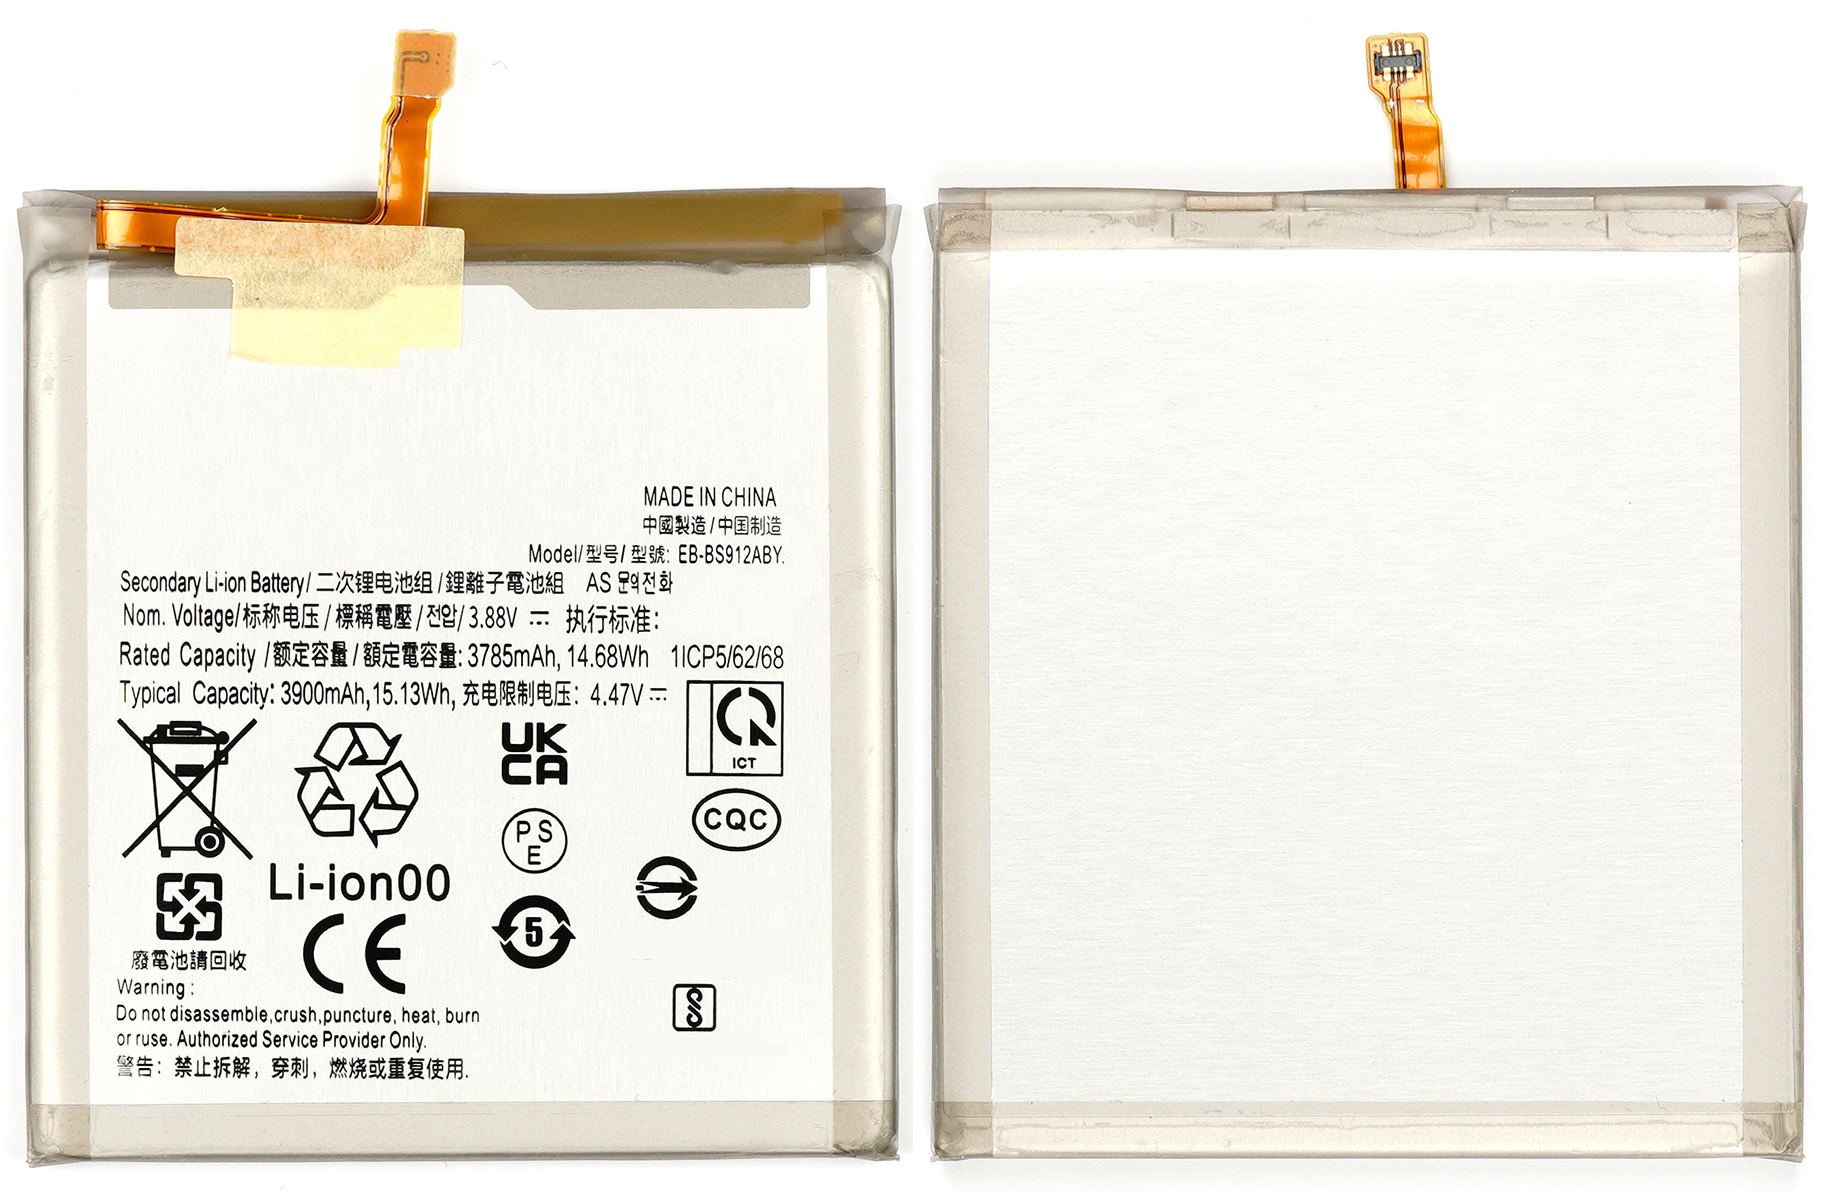 MADE IN CHINA
中國製造/中国制造
Model/型号/型號: EB-BS912ABY.
Secondary Li-ion Battery/二次锂电池组/鋰離子電池組 AS 문의전화
Nom. Voltage/标称电压/標稱電壓/전압/3.88V 执行标准:
Rated Capacity /额定容量/額定電容量: 3785mAh, 14.68Wh 1ICP5/62/68
Typical Capacity: 3900mAh,15.13Wh, 充电限制电压: 4.47V
UK
CA
ICT
PS
E
CQC
Li-ion00
5
CE
廢電池請回收
Warning:
Do not disassemble,crush,puncture, heat, burn
or ruse. Authorized Service Provider Only.
警告: 禁止拆解, 穿刺, 燃烧或重复使用.